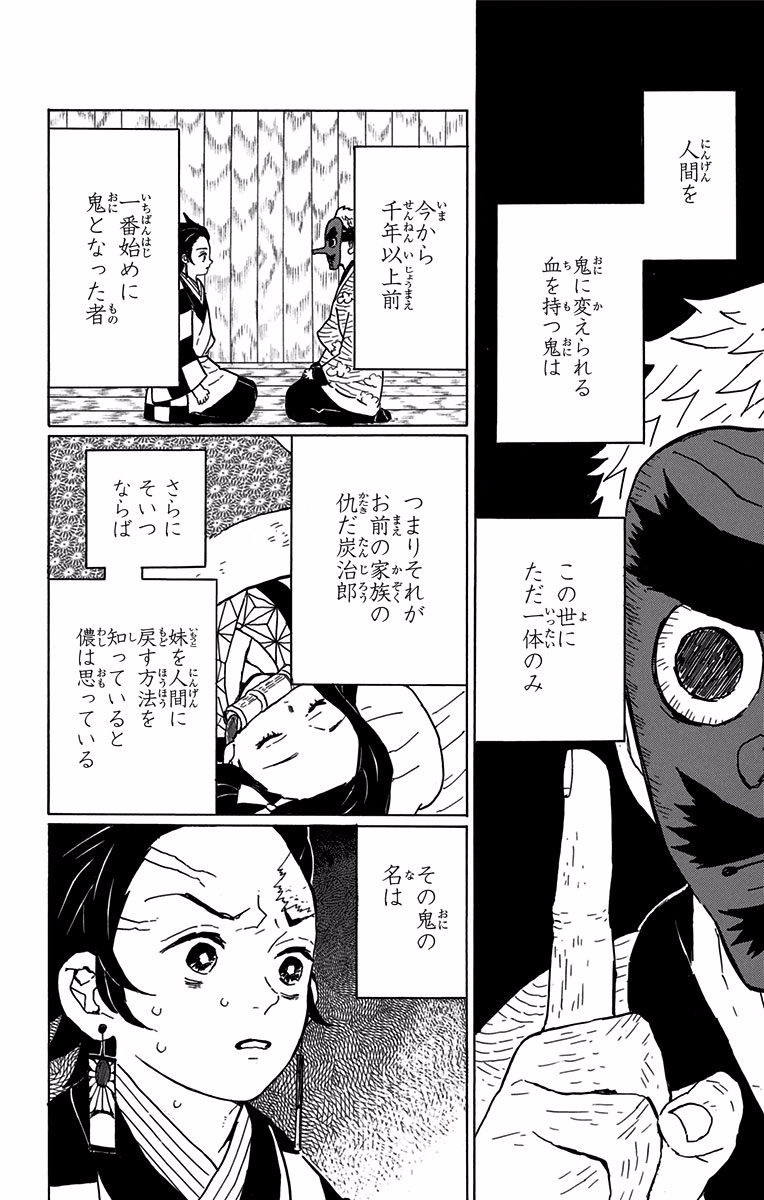 人間を
鬼に変えられる
血を持つ鬼は
この世に
ただ一体のみ
今から
千年以上前
一番始めに
鬼となった者
つまりそれが
お前の家族の
仇だ炭治郎
さらに
そいつ
ならば
妹を人間に
戻す方法を
知っていると
儂は思っている
その鬼の
名は